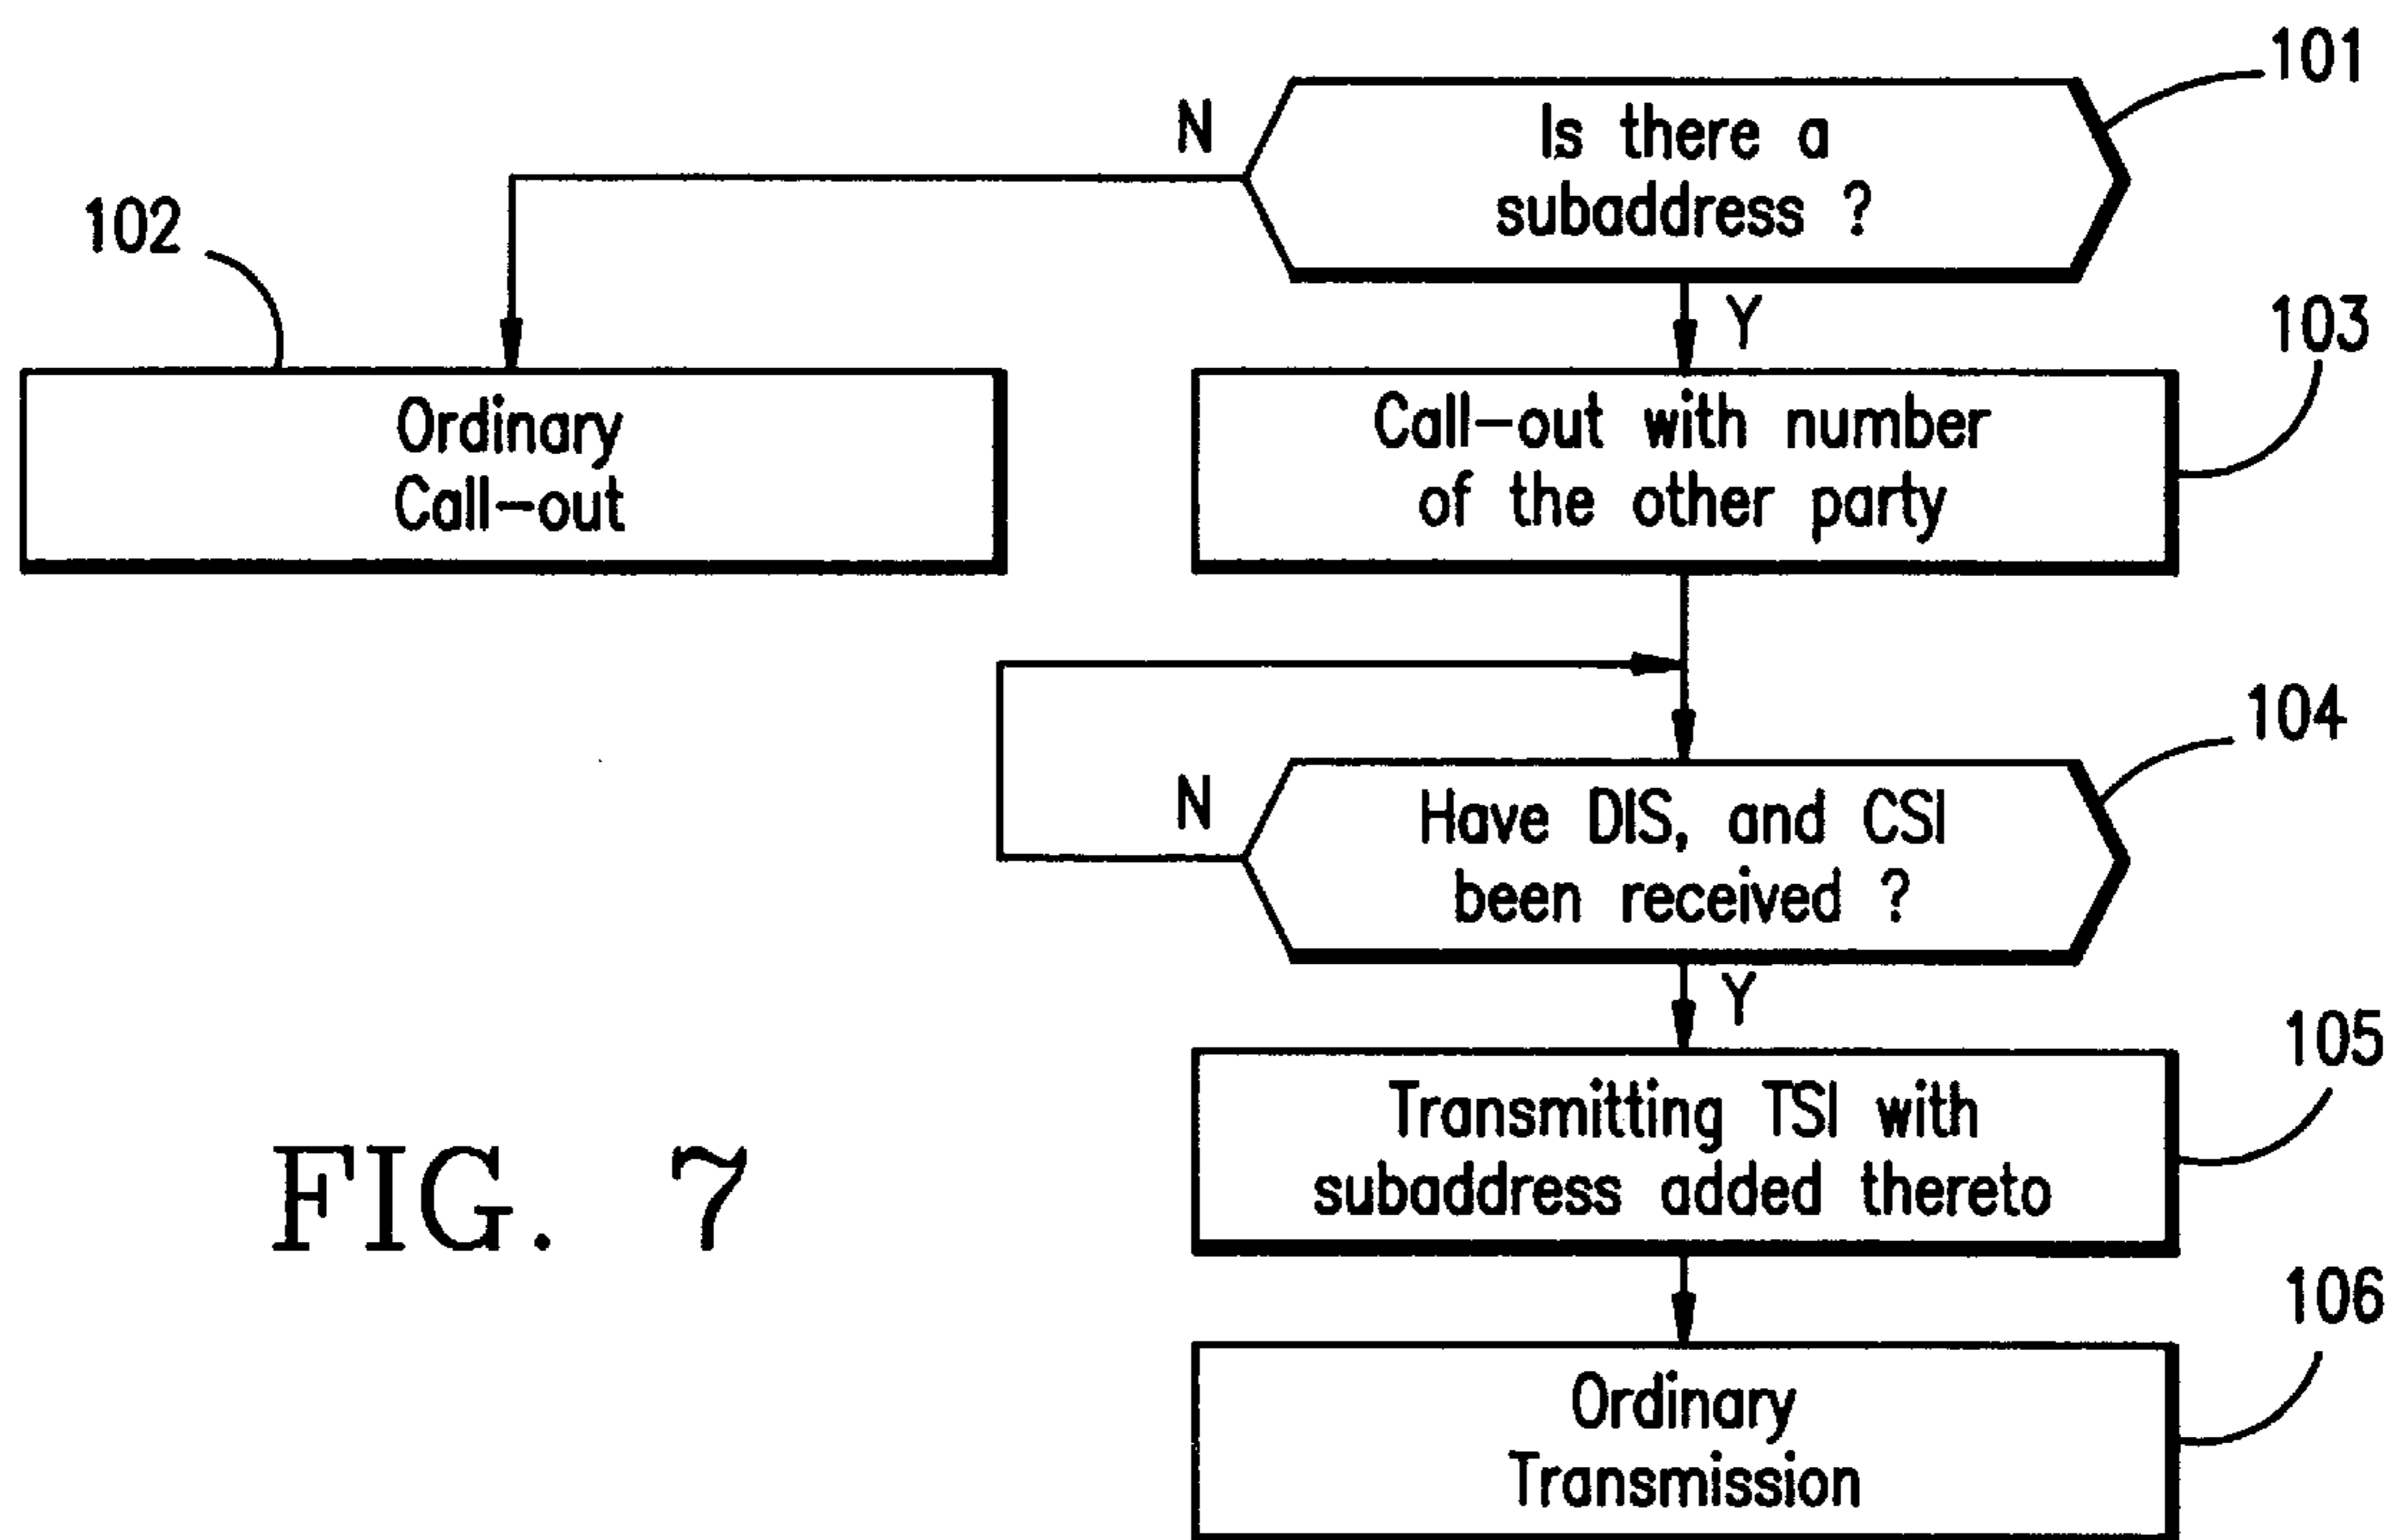 101
N
Is there a
subaddress ?
102
Y
103
Ordinary
Call-out
Call-out with number
of the other party
104
N
Have DIS, and CSI
been received ?
Y
105
Transmitting TSI with
subaddress added thereto
FIG. 7
106
Ordinary
Transmission